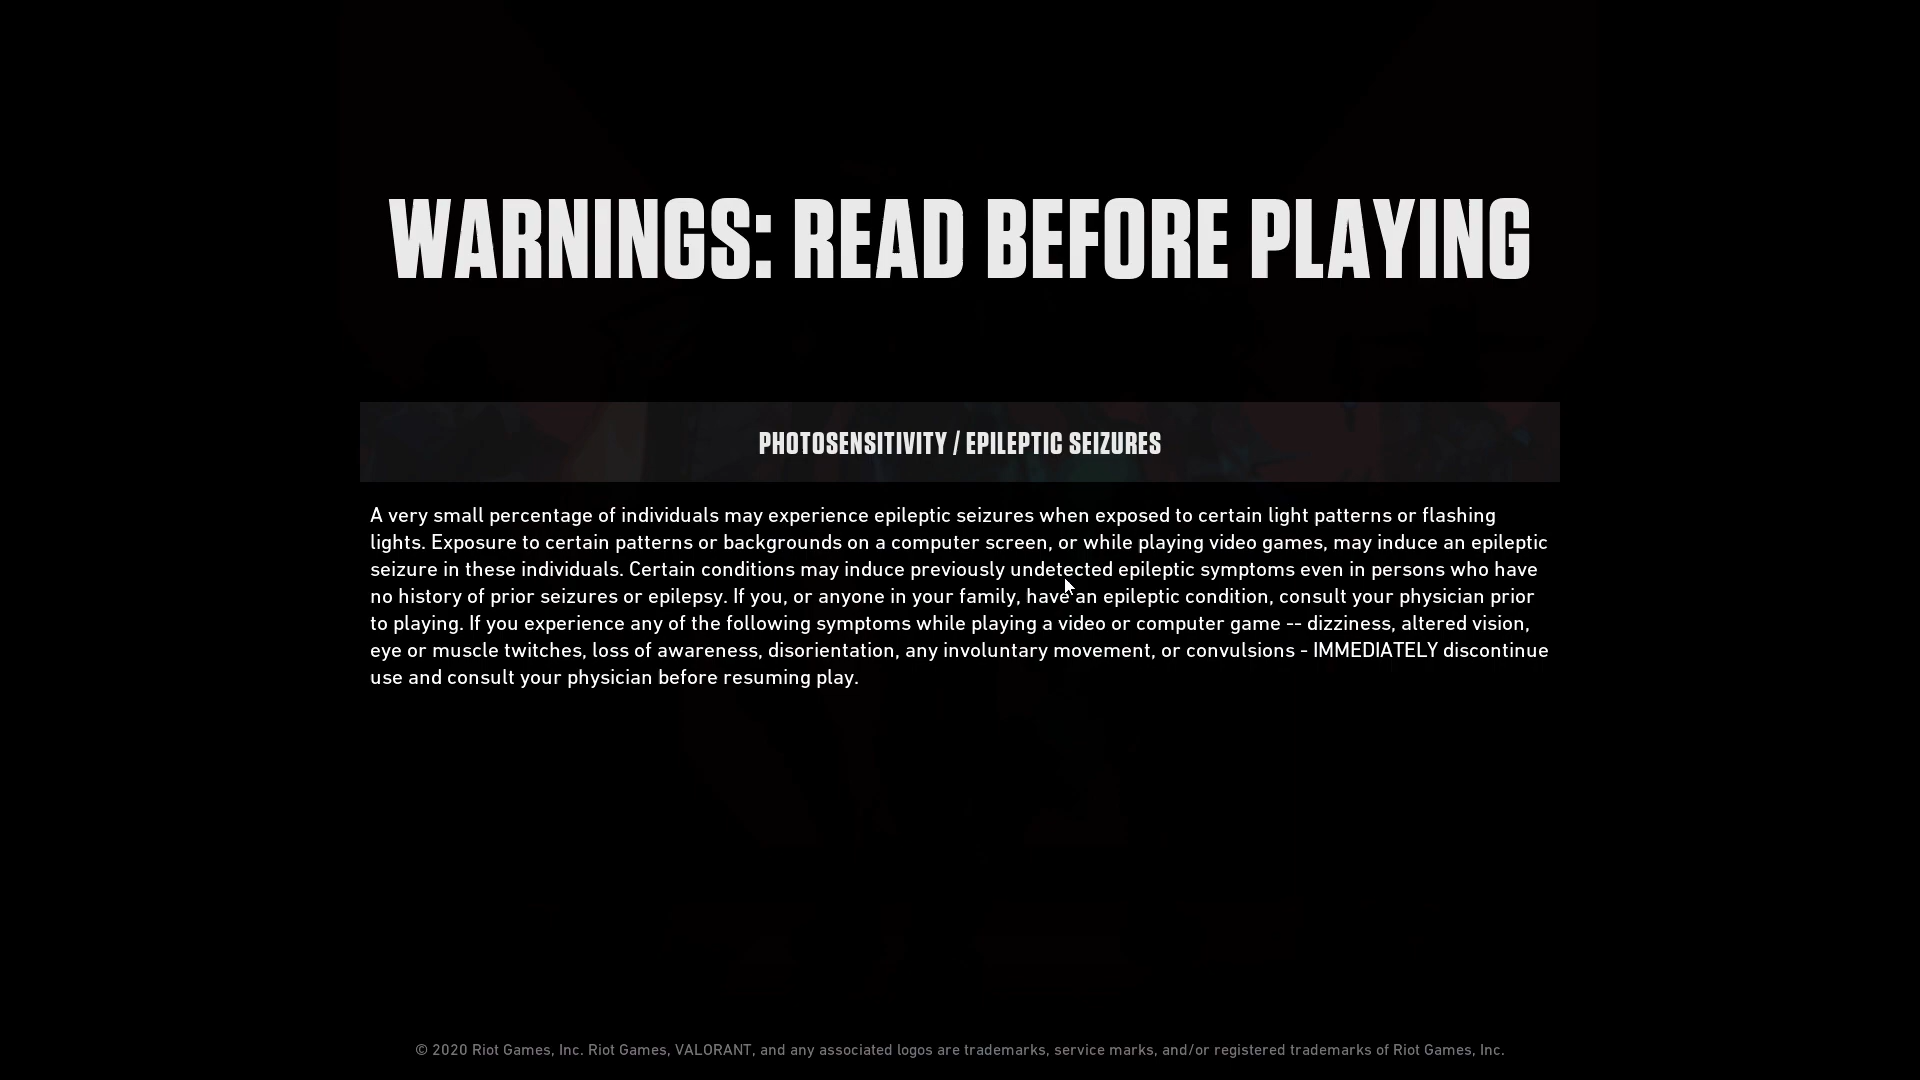 WARNINGS: READ BEFORE PLAYING
PHOTOSENSITIVITY / EPILEPTIC SEIZURES
A very small percentage of individuals may experience epileptic seizures when exposed to certain light patterns or flashing
lights. Exposure to certain patterns or backgrounds on a computer screen, or while playing video games, may induce an epileptic
seizure in these individuals. Certain conditions may induce previously undetected epileptic symptoms even in persons who have
no history of prior seizures or epilepsy. If you, or anyone in your family, have an epileptic condition, consult your physician prior
to playing. If you experience any of the following symptoms while playing a video or computer game -- dizziness, altered vision,
eye or muscle twitches, loss of awareness, disorientation, any involuntary movement, or convulsions - IMMEDIATELY discontinue
use and consult your physician before resuming play.
© 2020 Riot Games, Inc. Riot Games, VALORANT, and any associated logos are trademarks, service marks, and/or registered trademarks of Riot Games, Inc.